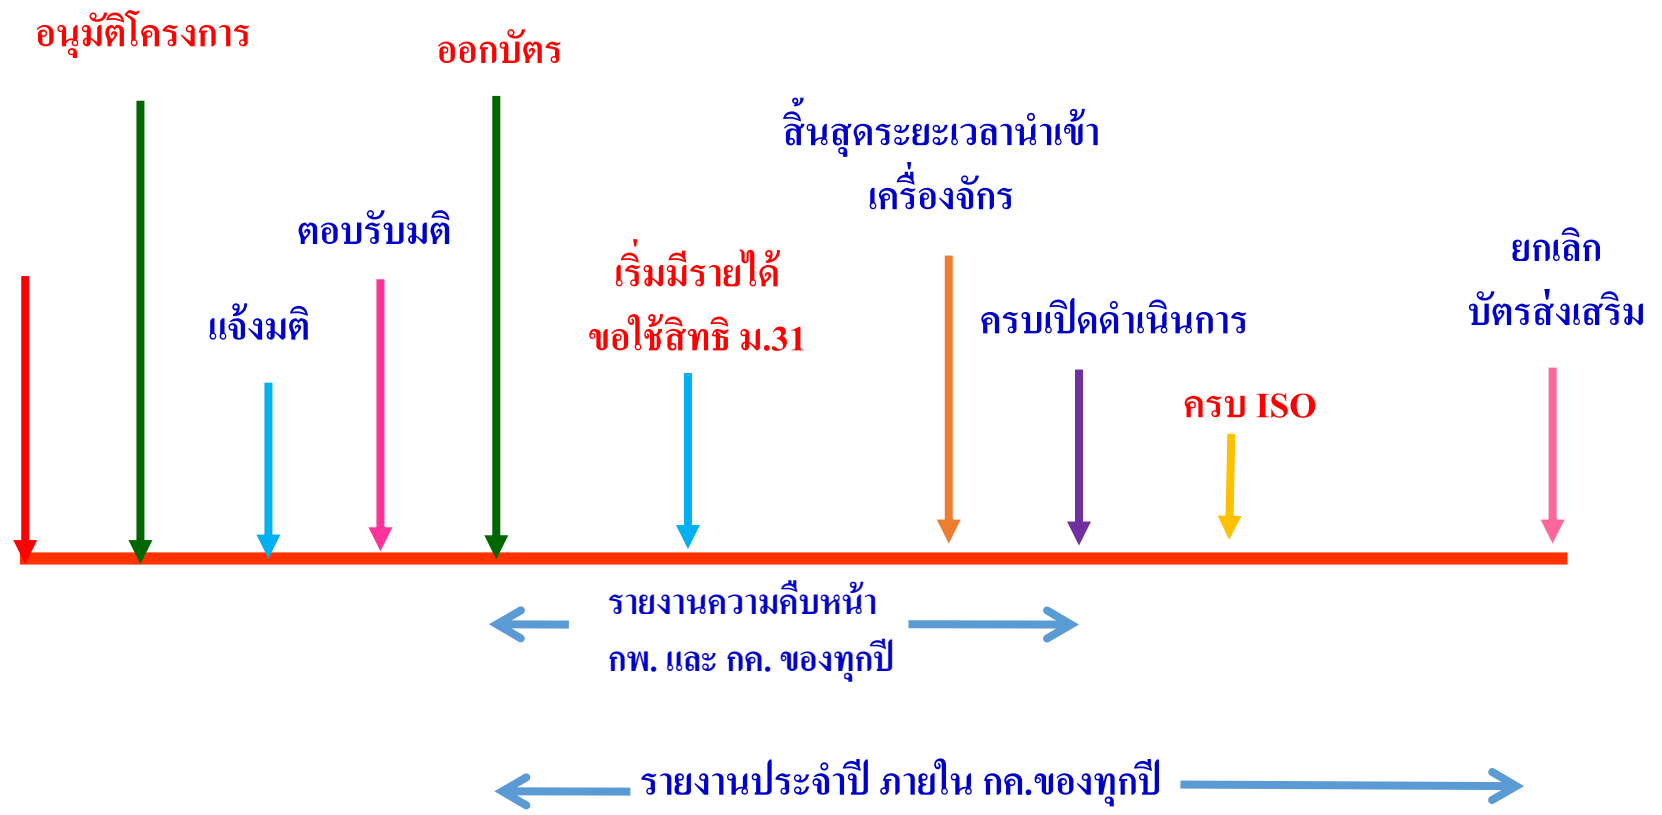 อนุมัติโครงการ
ออกบัตร
สิ้นสุดระยะเวลานำเข้า
เครื่องจักร
ตอบรับมติ
แจ้งมติ
เริ่มมีรายได้
ขอใช้สิทธิ ม.31
ครบเปิดดำเนินการ
ครบ ISO
ยกเลิก
บัตรส่งเสริม
รายงานความคืบหน้า
กพ. และ กค. ของทุกปี
รายงานประจำปี ภายใน กค.ของทุกปี